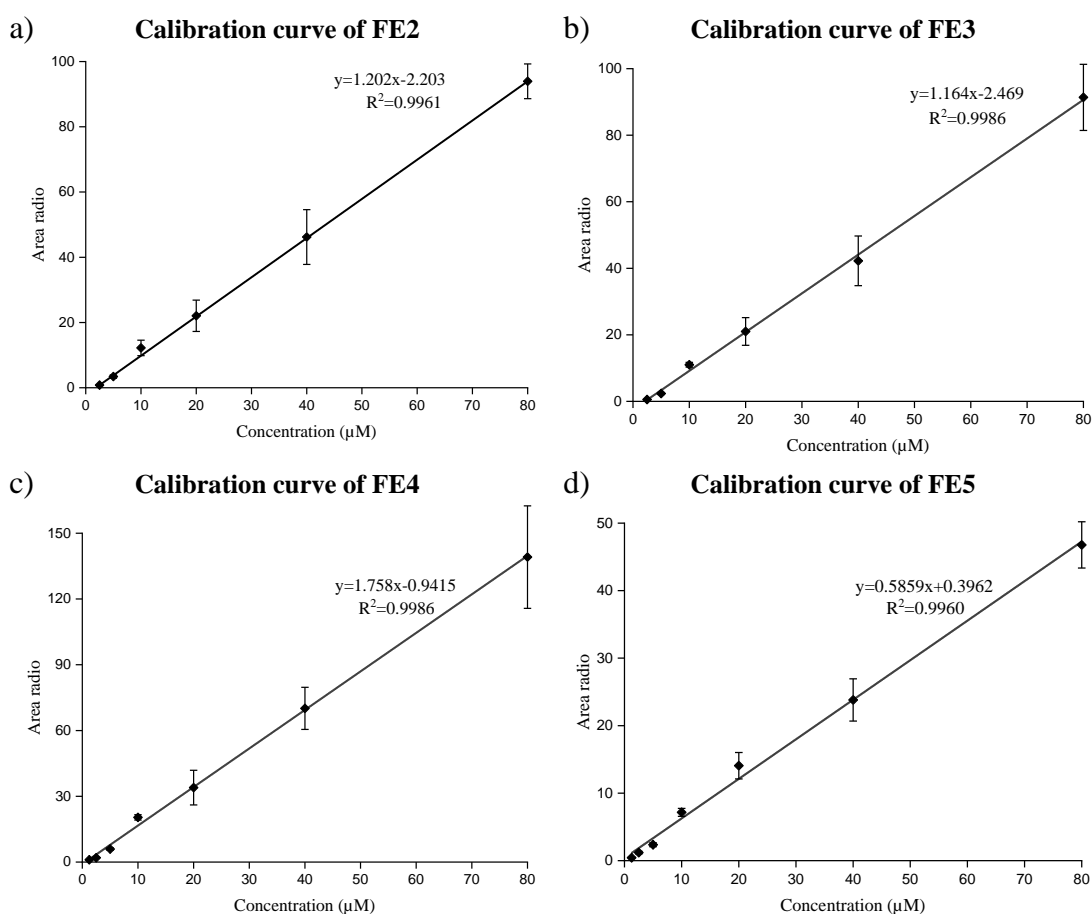 a) Calibration curve of FE2
100
80
60
40
20
0
Area radio
y=1.202x-2.203
R²=0.9961
0 10 20 30 40 50 60 70 80
Concentration (µM)
b) Calibration curve of FE3
100
80
60
40
20
0
Area radio
y=1.164x-2.469
R²=0.9986
0 10 20 30 40 50 60 70 80
Concentration (µM)
c) Calibration curve of FE4
150
120
90
60
30
0
Area radio
y=1.758x-0.9415
R²=0.9986
0 10 20 30 40 50 60 70 80
Concentration (µM)
d) Calibration curve of FE5
50
40
30
20
10
0
Area radio
y=0.5859x+0.3962
R²=0.9960
0 10 20 30 40 50 60 70 80
Concentration (µM)